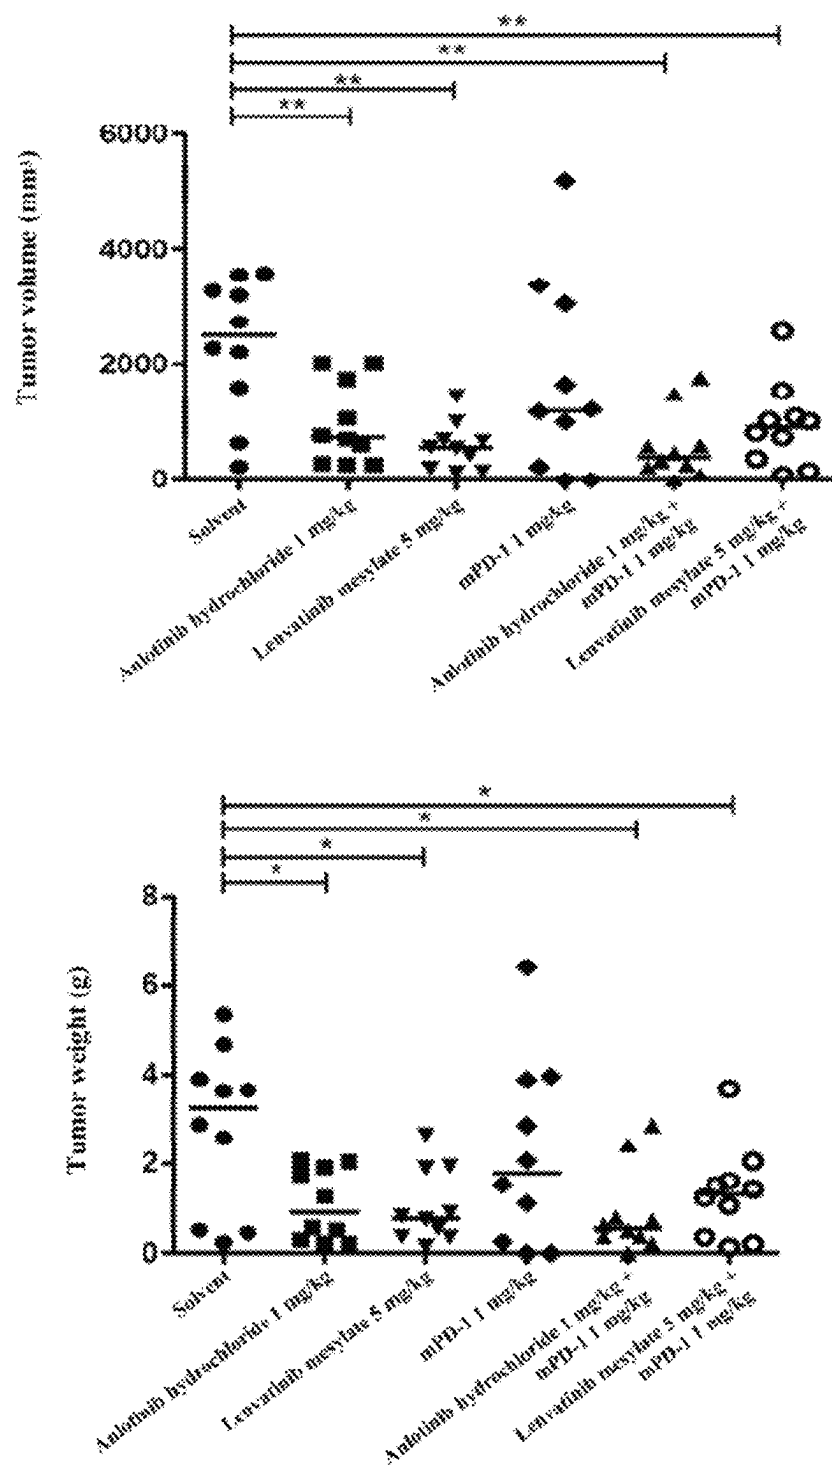 **
**
**
**
6000
4000
2000
0
Tumor volume (mm³)
Solvent
Anlotinib hydrochloride 1 mg/kg
Lenvatinib mesylate 5 mg/kg
mPD-1 1 mg/kg
Anlotinib hydrochloride 1 mg/kg +
mPD-1 1 mg/kg
Lenvatinib mesylate 5 mg/kg +
mPD-1 1 mg/kg
*
*
*
*
8
6
4
2
0
Tumor weight (g)
Solvent
Anlotinib hydrochloride 1 mg/kg
Lenvatinib mesylate 5 mg/kg
mPD-1 1 mg/kg
Anlotinib hydrochloride 1 mg/kg +
mPD-1 1 mg/kg
Lenvatinib mesylate 5 mg/kg +
mPD-1 1 mg/kg